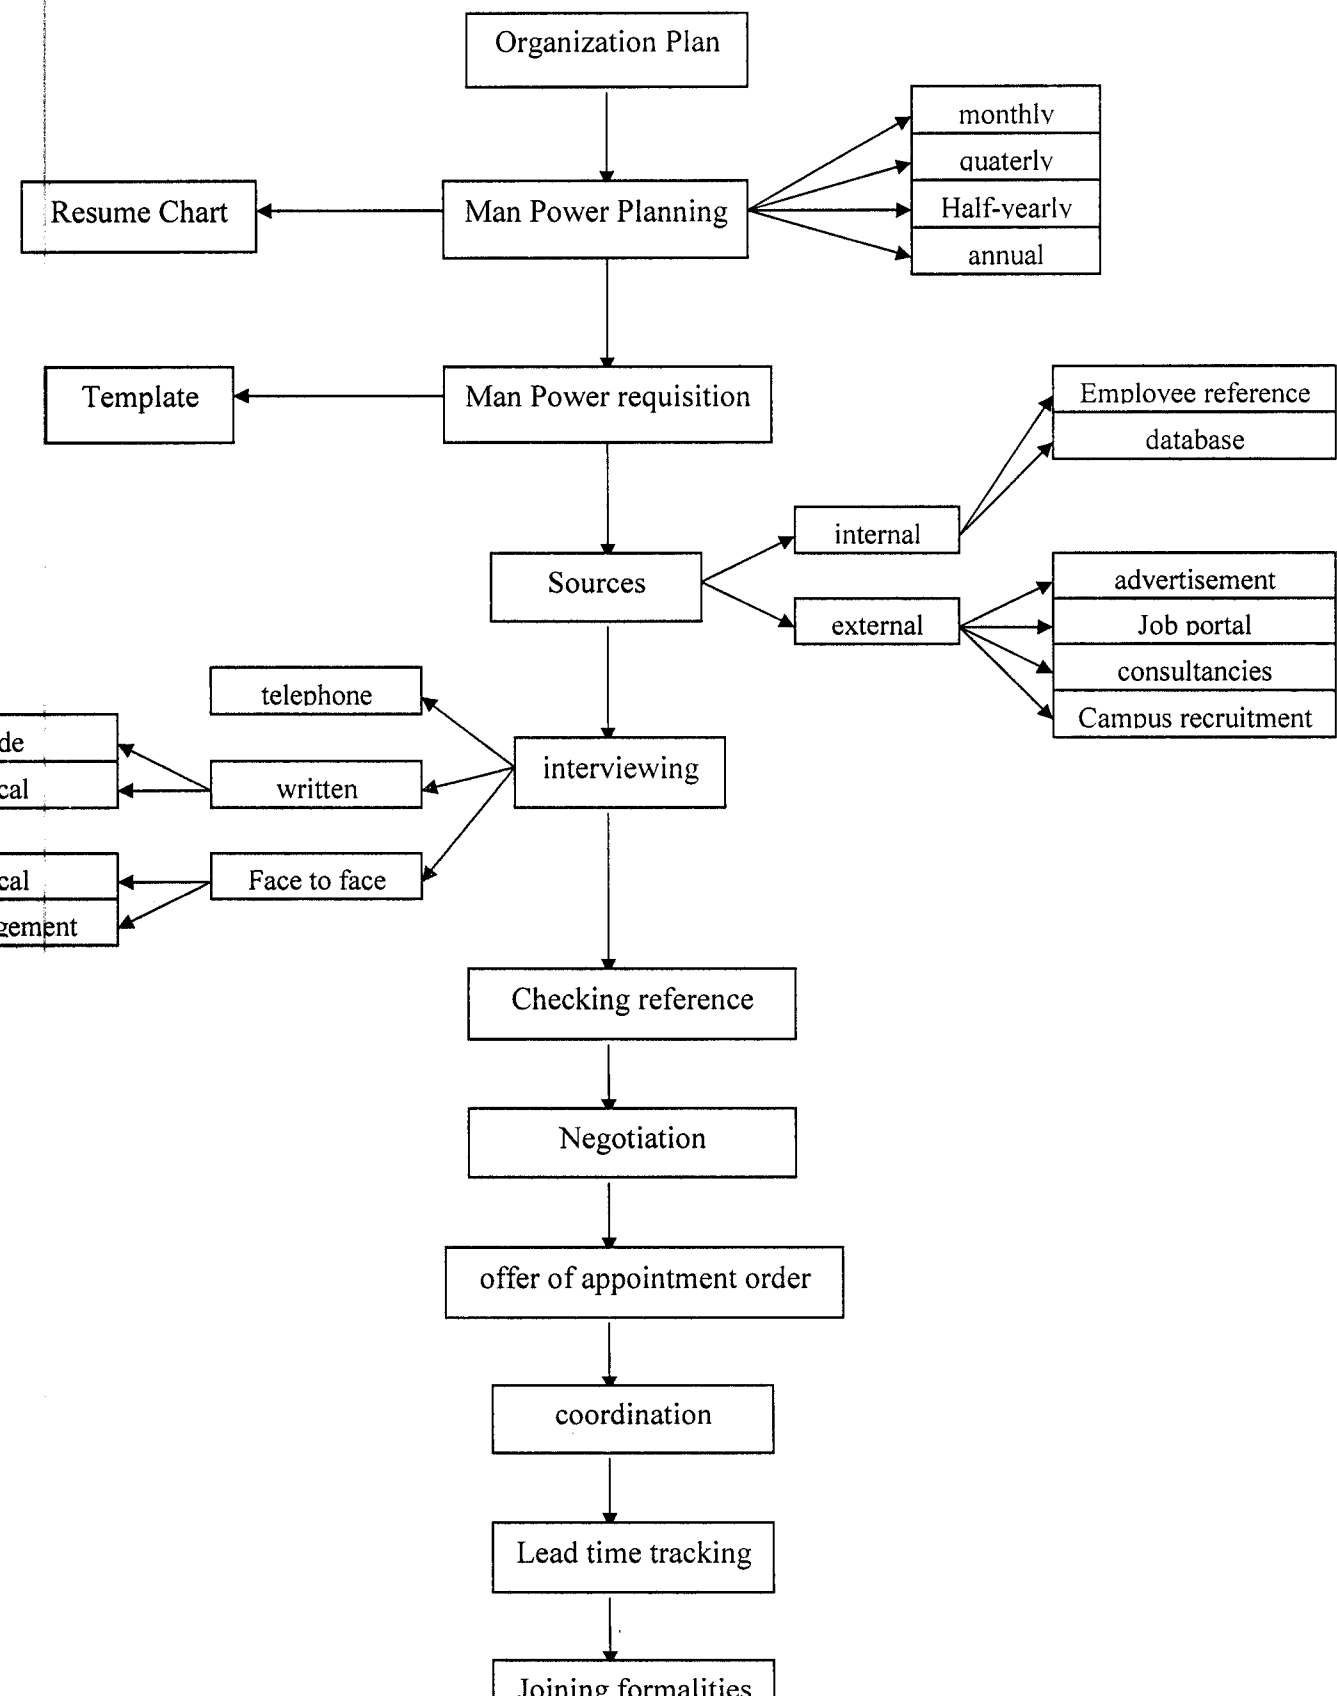 Organization Plan
monthly
quaterly
Resume Chart
Man Power Planning
Half-yearly
annual
Template
Man Power requisition
Employee reference
database
internal
Sources
advertisement
external
Job portal
consultancies
Campus recruitment
telephone
interviewing
written
Face to face
Checking reference
Negotiation
offer of appointment order
coordination
Lead time tracking
Joining formalities